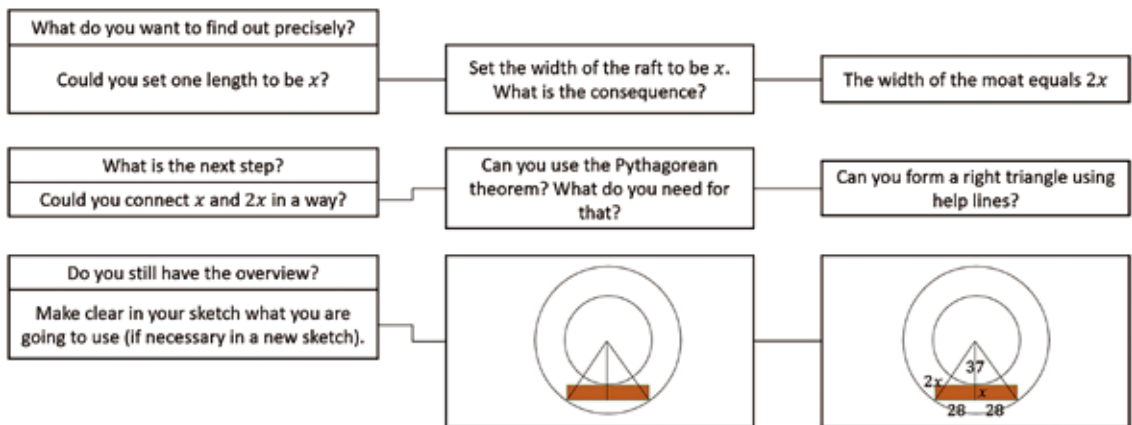 What do you want to find out precisely?
Could you set one length to be x?
Set the width of the raft to be x.
What is the consequence?
The width of the moat equals 2x
What is the next step?
Could you connect x and 2x in a way?
Can you use the Pythagorean
theorem? What do you need for
that?
Can you form a right triangle using
help lines?
Do you still have the overview?
Make clear in your sketch what you are
going to use (if necessary in a new sketch).
37
2x
x
28 28